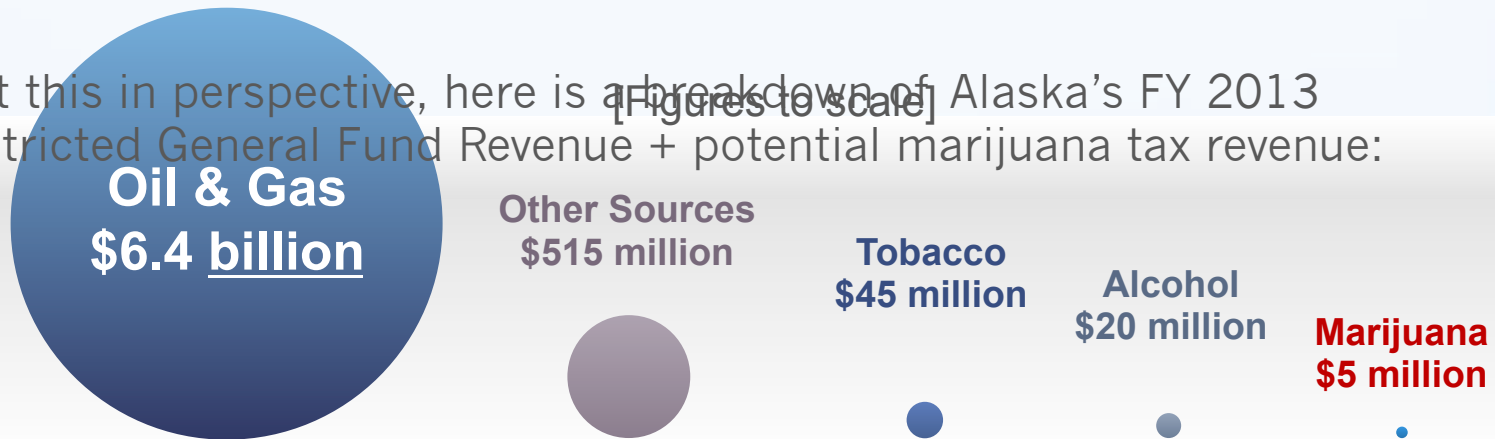 t this in perspective, here is a breakdown of Alaska’s FY 2013
[Figures to scale]
tricted General Fund Revenue + potential marijuana tax revenue:
Oil & Gas
$6.4 billion
Other Sources
$515 million
Tobacco
$45 million
Alcohol
$20 million
Marijuana
$5 million